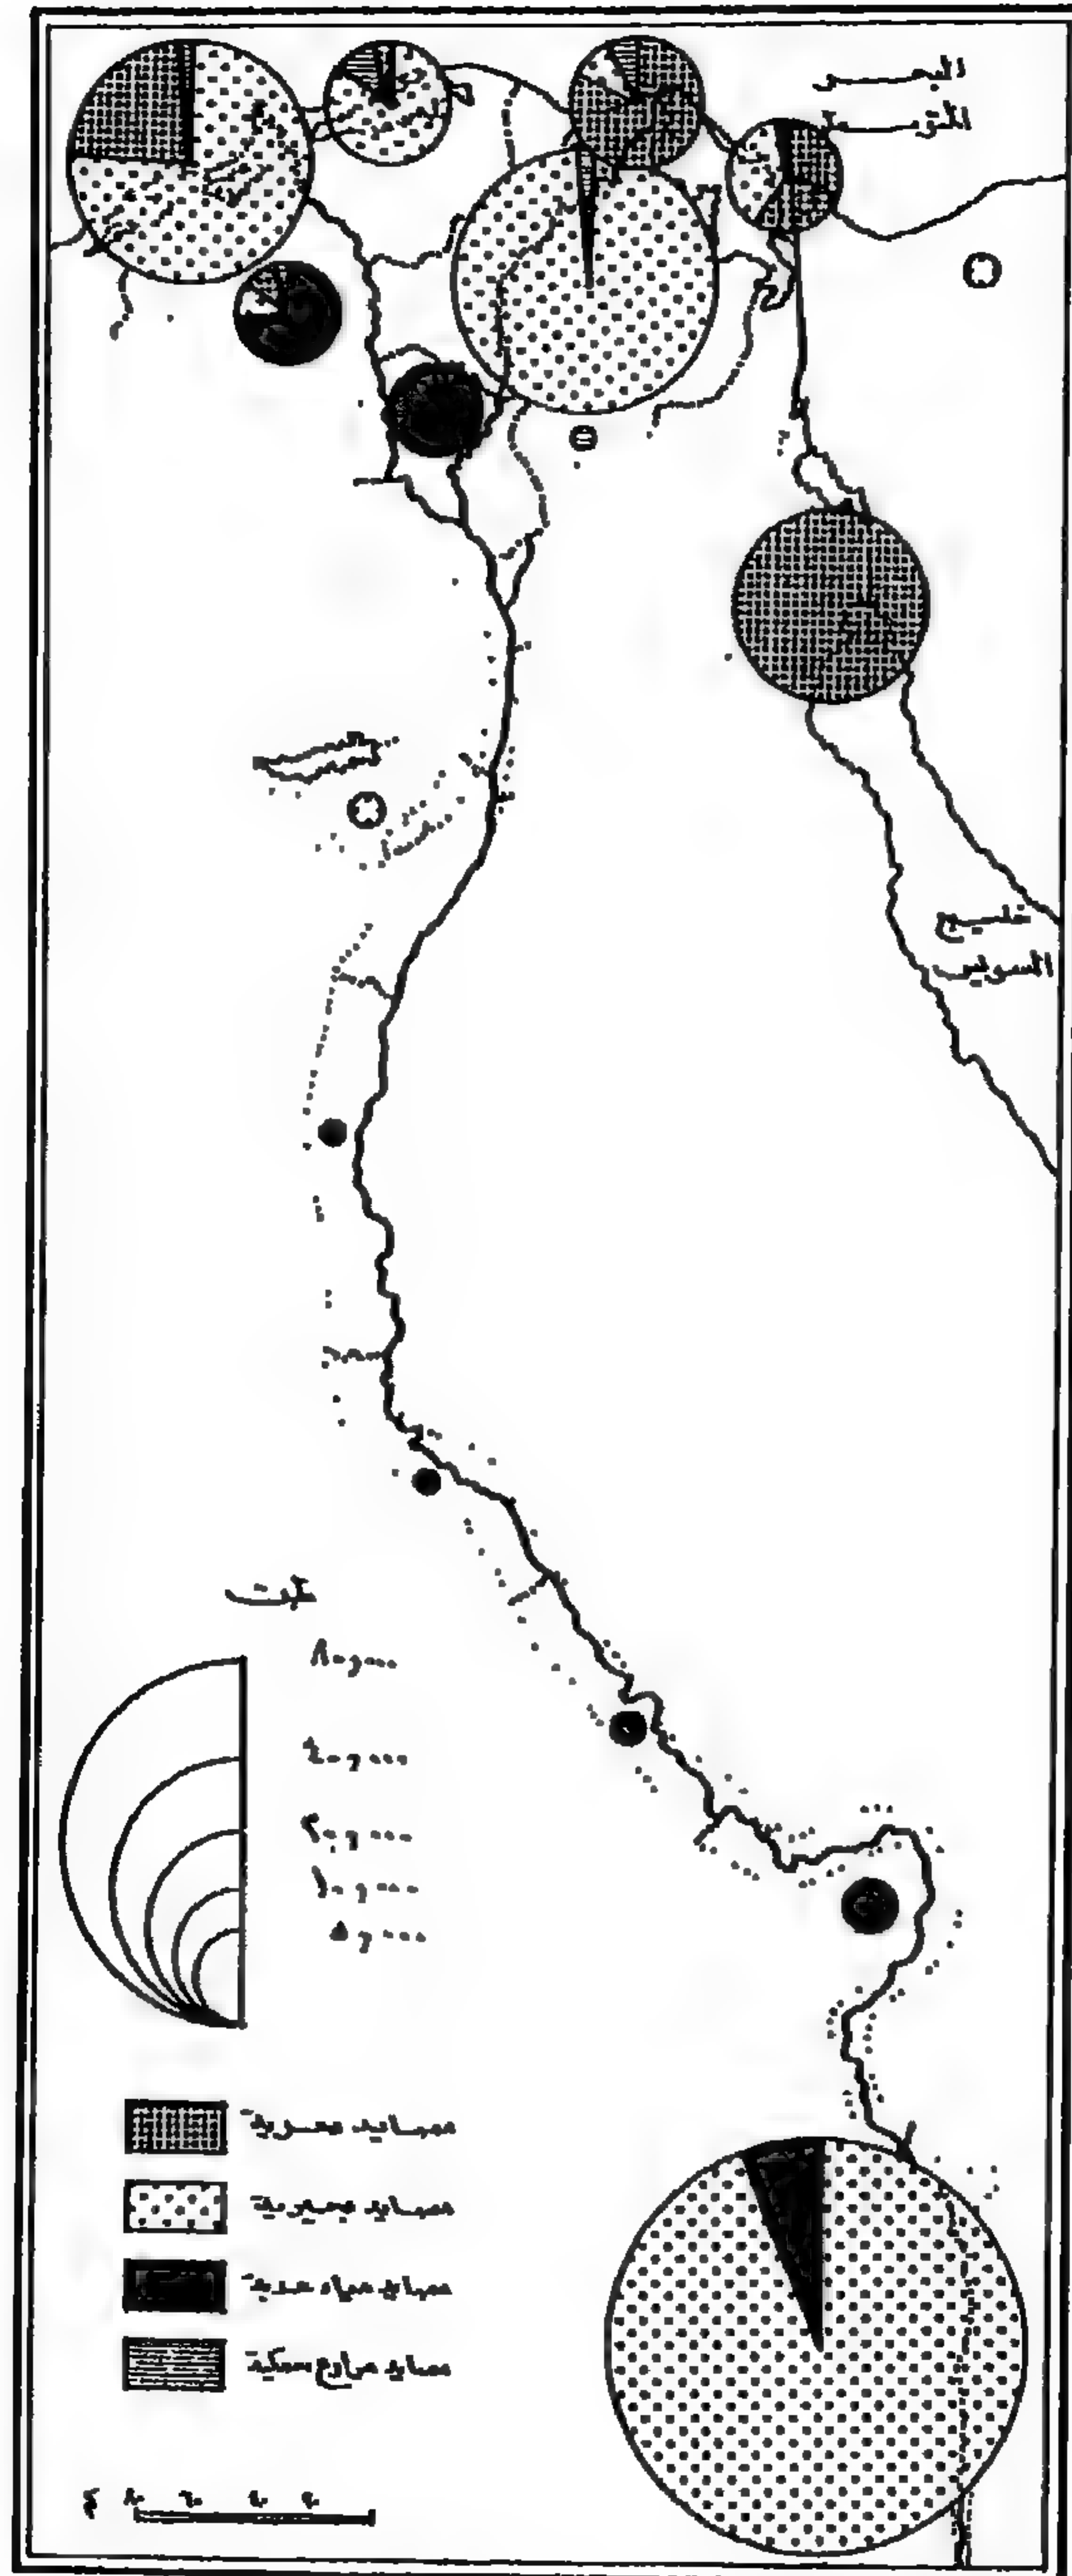 البحر
المتوسط
خليج
السويس
طن
٨٠٫٠٠٠
٤٠٫٠٠٠
٢٠٫٠٠٠
١٠٫٠٠٠
٥٫٠٠٠
مصايد بحرية
مصايد بحيرية
مصايد مياه عذبة
مصايد مزارع سمكية